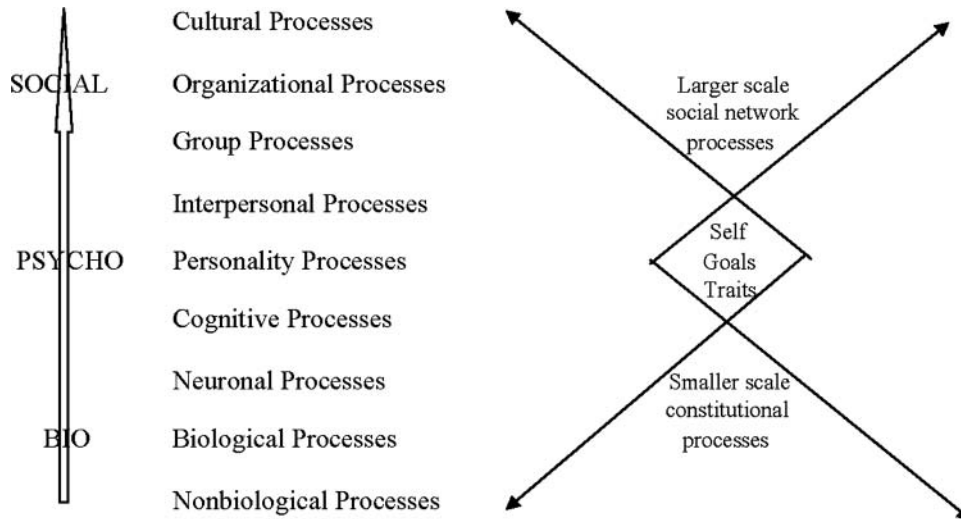 Cultural Processes
SOCIAL
Organizational Processes
Group Processes
Interpersonal Processes
PSYCHO
Personality Processes
Cognitive Processes
Neuronal Processes
BIO
Biological Processes
Nonbiological Processes
Larger scale
social network
processes
Self
Goals
Traits
Smaller scale
constitutional
processes